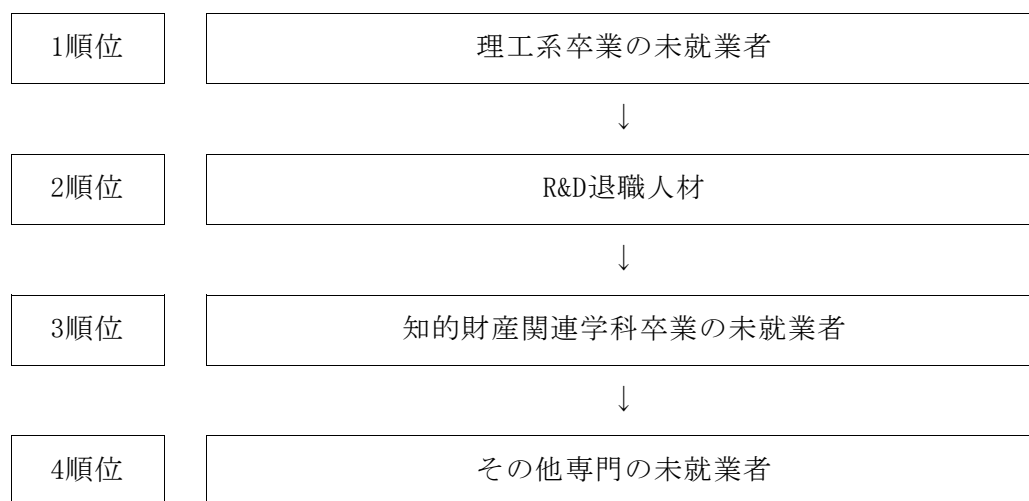 1順位 理工系卒業の未就業者
↓
2順位 R&D退職人材
↓
3順位 知的財産関連学科卒業の未就業者
↓
4順位 その他専門の未就業者